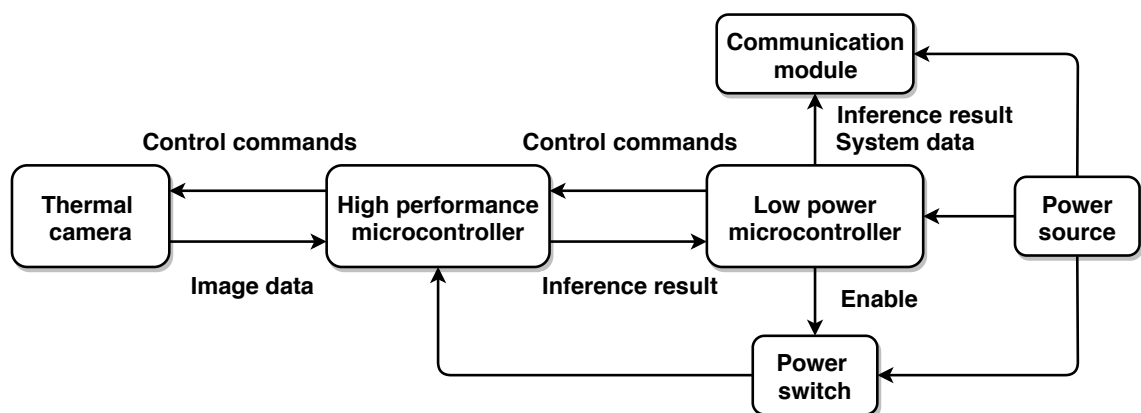 Communication
module
Inference result
System data
Control commands
Control commands
Thermal
camera
High performance
microcontroller
Low power
microcontroller
Power
source
Image data
Inference result
Enable
Power
switch